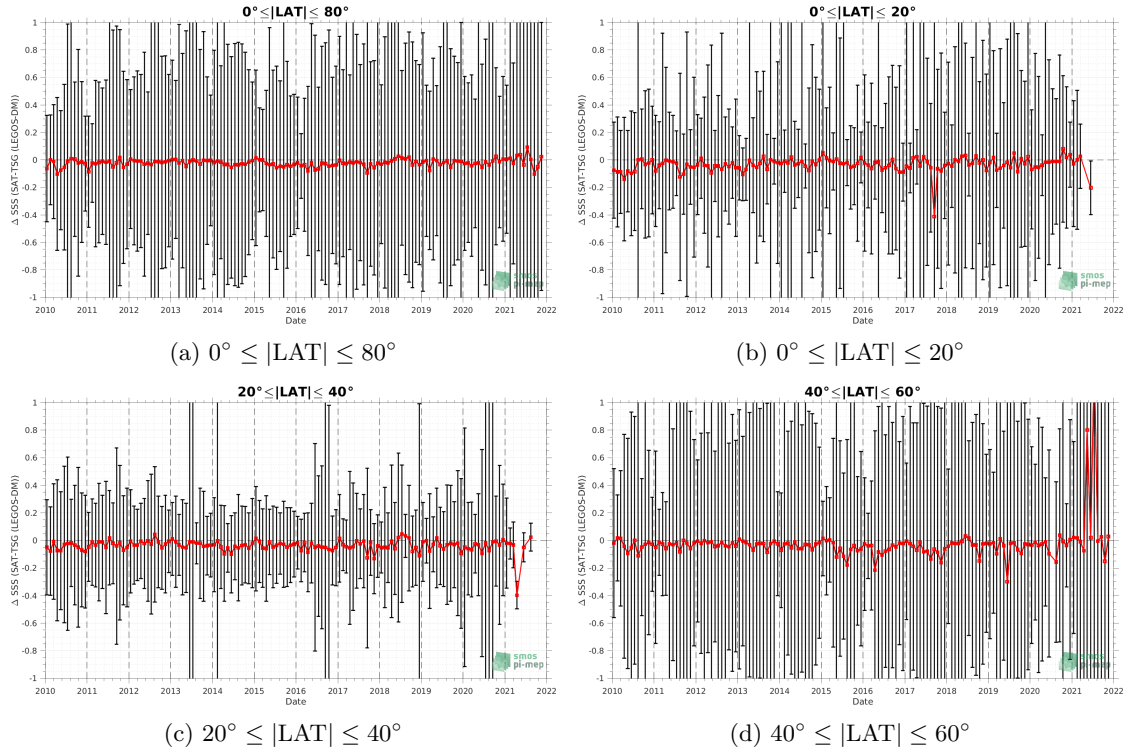 0°≤|LAT|≤ 80°
Δ SSS (SAT-TSG (LEGOS-DM))
1
0.8
0.6
0.4
0.2
0
-0.2
-0.4
-0.6
-0.8
-1
2010 2011 2012 2013 2014 2015 2016 2017 2018 2019 2020 2021 2022
Date
smos
pi-mep
(a) 0° ≤ |LAT| ≤ 80°
0°≤|LAT|≤ 20°
Δ SSS (SAT-TSG (LEGOS-DM))
1
0.8
0.6
0.4
0.2
0
-0.2
-0.4
-0.6
-0.8
-1
2010 2011 2012 2013 2014 2015 2016 2017 2018 2019 2020 2021 2022
Date
smos
pi-mep
(b) 0° ≤ |LAT| ≤ 20°
20°≤|LAT|≤ 40°
Δ SSS (SAT-TSG (LEGOS-DM))
1
0.8
0.6
0.4
0.2
0
-0.2
-0.4
-0.6
-0.8
-1
2010 2011 2012 2013 2014 2015 2016 2017 2018 2019 2020 2021 2022
Date
smos
pi-mep
(c) 20° ≤ |LAT| ≤ 40°
40°≤|LAT|≤ 60°
Δ SSS (SAT-TSG (LEGOS-DM))
1
0.8
0.6
0.4
0.2
0
-0.2
-0.4
-0.6
-0.8
-1
2010 2011 2012 2013 2014 2015 2016 2017 2018 2019 2020 2021 2022
Date
smos
pi-mep
(d) 40° ≤ |LAT| ≤ 60°